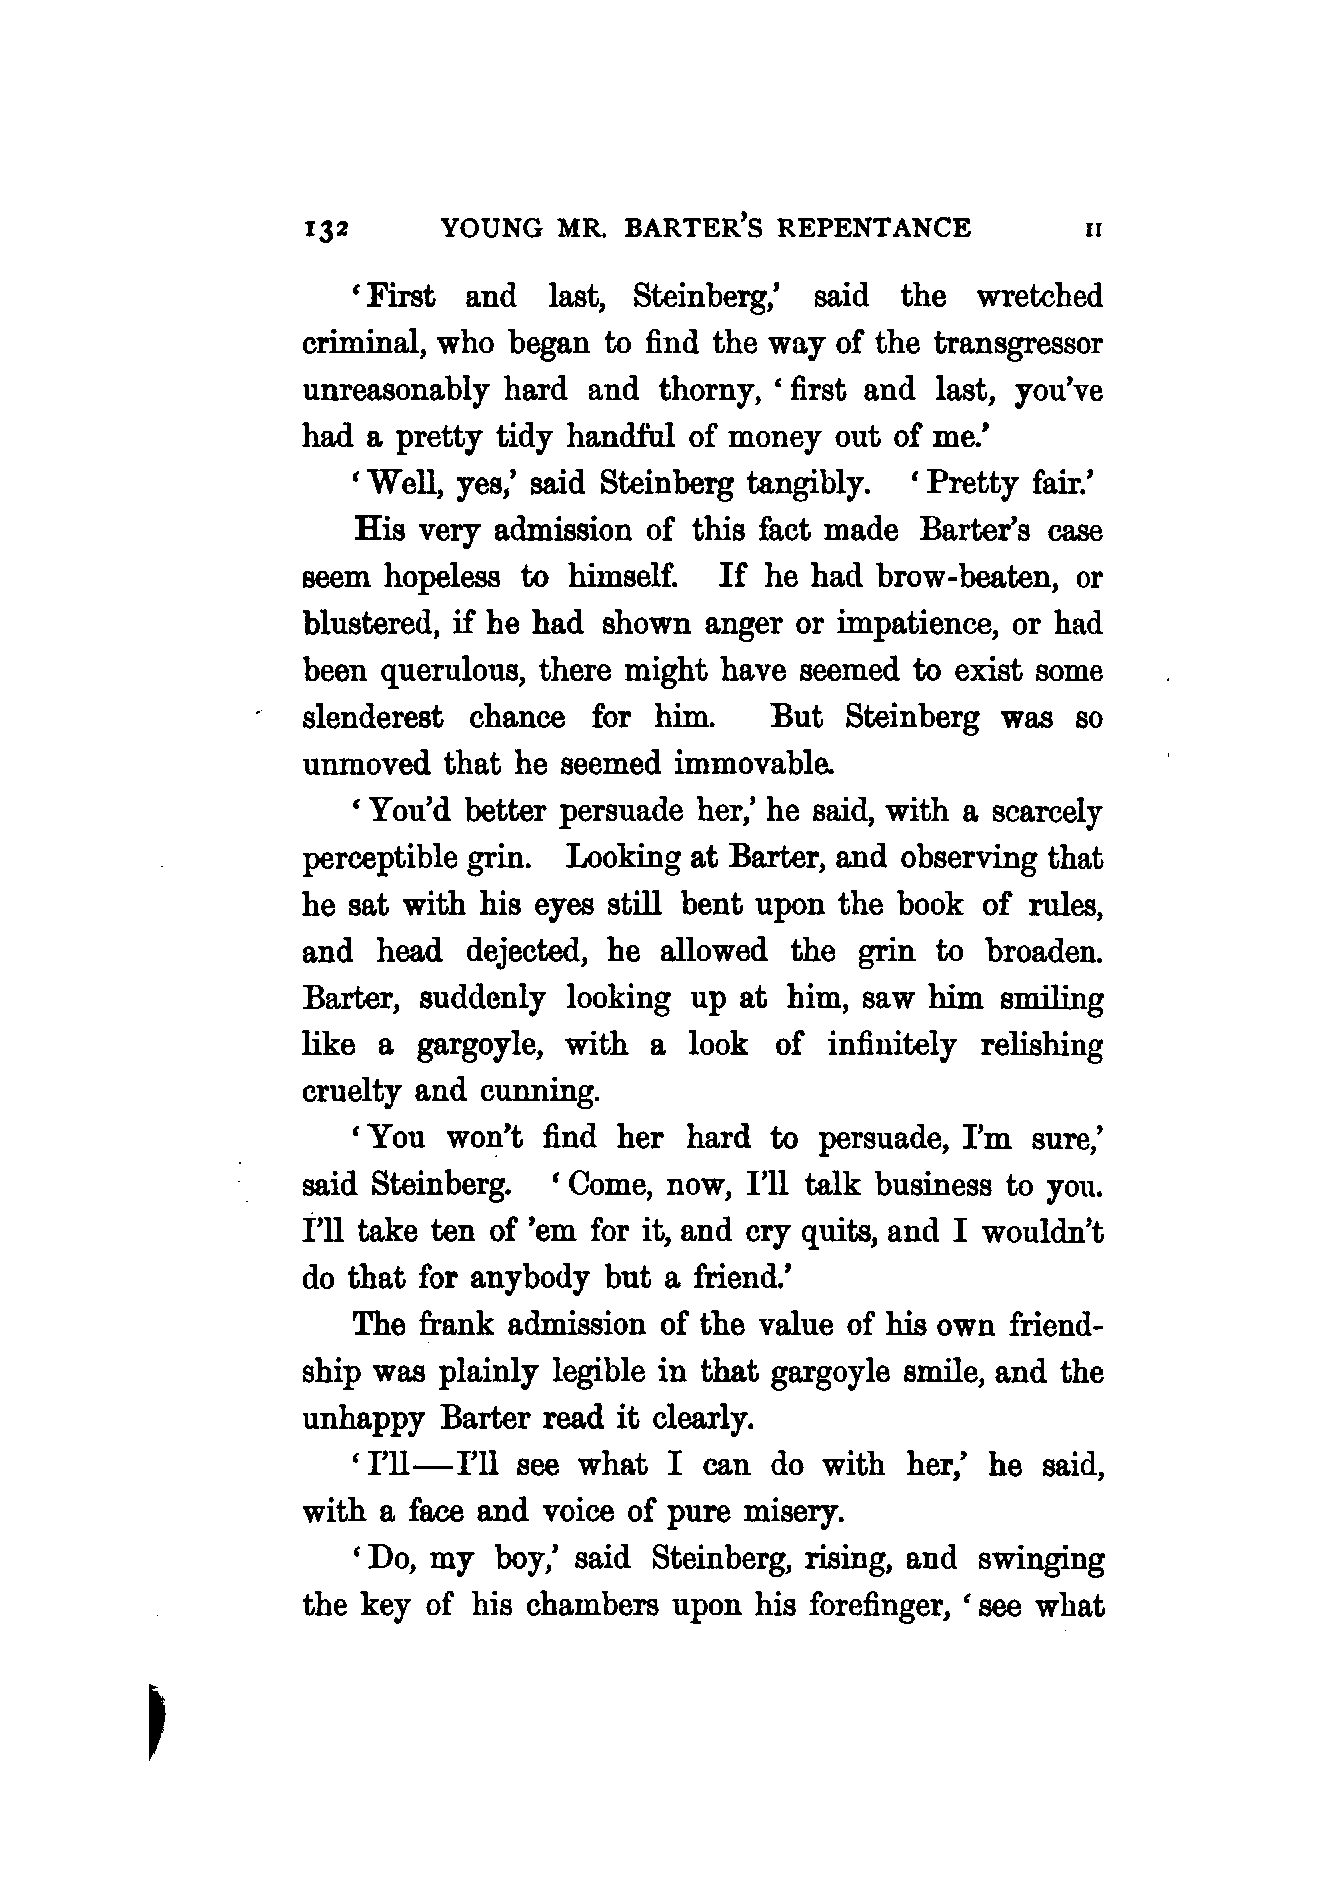 132 YOUNG MR. BARTER'S REPENTANCE II
‘First and last, Steinberg,’ said the wretched
criminal, who began to find the way of the transgressor
unreasonably hard and thorny, ‘first and last, you’ve
had a pretty tidy handful of money out of me.’
‘Well, yes,’ said Steinberg tangibly. ‘Pretty fair.’
His very admission of this fact made Barter’s case
seem hopeless to himself. If he had brow-beaten, or
blustered, if he had shown anger or impatience, or had
been querulous, there might have seemed to exist some
slenderest chance for him. But Steinberg was so
unmoved that he seemed immovable.
‘You’d better persuade her,’ he said, with a scarcely
perceptible grin. Looking at Barter, and observing that
he sat with his eyes still bent upon the book of rules,
and head dejected, he allowed the grin to broaden.
Barter, suddenly looking up at him, saw him smiling
like a gargoyle, with a look of infinitely relishing
cruelty and cunning.
‘You won’t find her hard to persuade, I’m sure,’
said Steinberg. ‘Come, now, I’ll talk business to you.
I’ll take ten of ’em for it, and cry quits, and I wouldn’t
do that for anybody but a friend.’
The frank admission of the value of his own friend-
ship was plainly legible in that gargoyle smile, and the
unhappy Barter read it clearly.
‘I’ll—I’ll see what I can do with her,’ he said,
with a face and voice of pure misery.
‘Do, my boy,’ said Steinberg, rising, and swinging
the key of his chambers upon his forefinger, ‘see what